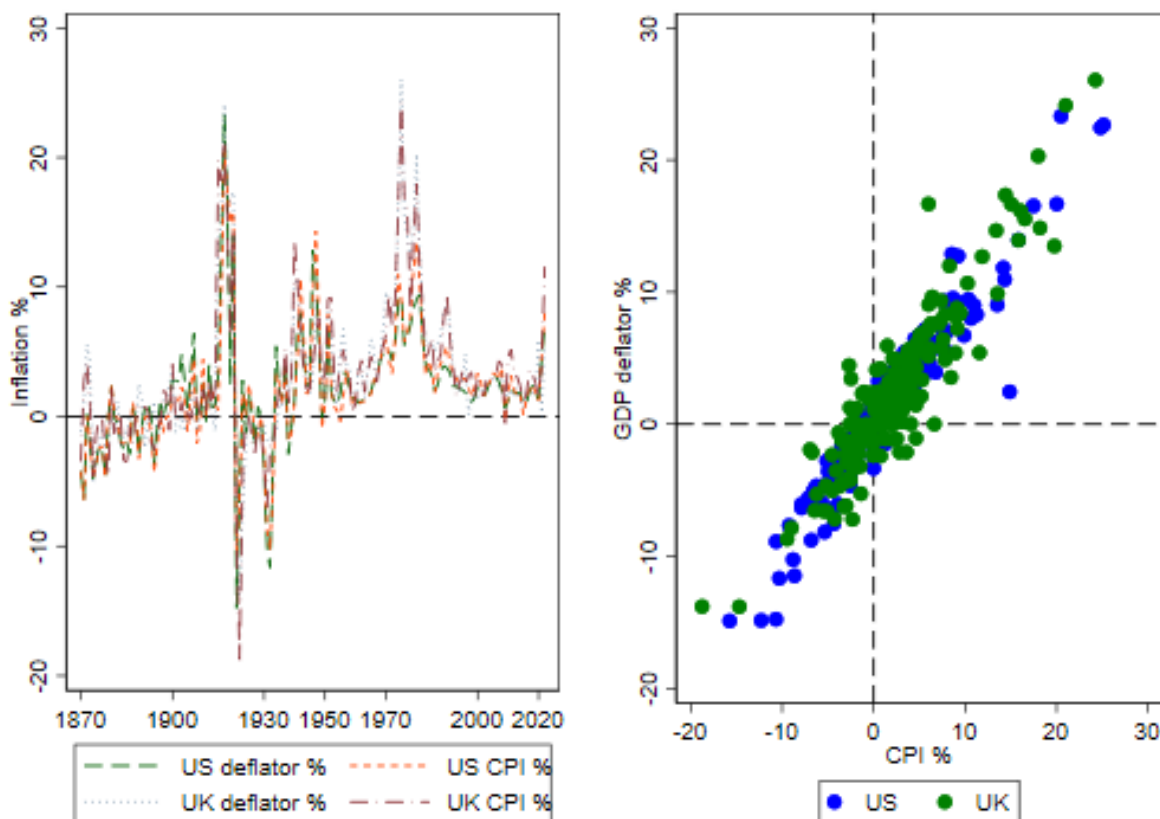 Inflation %
30
20
10
0
-10
-20
1870 1900 1930 1950 1970 2000 2020
US deflator % US CPI %
UK deflator % UK CPI %
GDP deflator %
30
20
10
0
-10
-20
-20 -10 0 10 20 30
CPI %
US UK